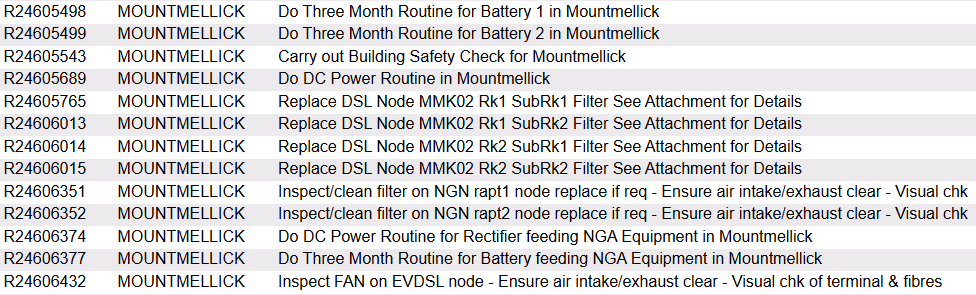 R24605498 MOUNTMELLICK Do Three Month Routine for Battery 1 in Mountmellick
R24605499 MOUNTMELLICK Do Three Month Routine for Battery 2 in Mountmellick
R24605543 MOUNTMELLICK Carry out Building Safety Check for Mountmellick
R24605689 MOUNTMELLICK Do DC Power Routine in Mountmellick
R24605765 MOUNTMELLICK Replace DSL Node MMK02 Rk1 SubRk1 Filter See Attachment for Details
R24606013 MOUNTMELLICK Replace DSL Node MMK02 Rk1 SubRk2 Filter See Attachment for Details
R24606014 MOUNTMELLICK Replace DSL Node MMK02 Rk2 SubRk1 Filter See Attachment for Details
R24606015 MOUNTMELLICK Replace DSL Node MMK02 Rk2 SubRk2 Filter See Attachment for Details
R24606351 MOUNTMELLICK Inspect/clean filter on NGN rapt1 node replace if req - Ensure air intake/exhaust clear - Visual chk
R24606352 MOUNTMELLICK Inspect/clean filter on NGN rapt2 node replace if req - Ensure air intake/exhaust clear - Visual chk
R24606374 MOUNTMELLICK Do DC Power Routine for Rectifier feeding NGA Equipment in Mountmellick
R24606377 MOUNTMELLICK Do Three Month Routine for Battery feeding NGA Equipment in Mountmellick
R24606432 MOUNTMELLICK Inspect FAN on EVDSL node - Ensure air intake/exhaust clear - Visual chk of terminal & fibres